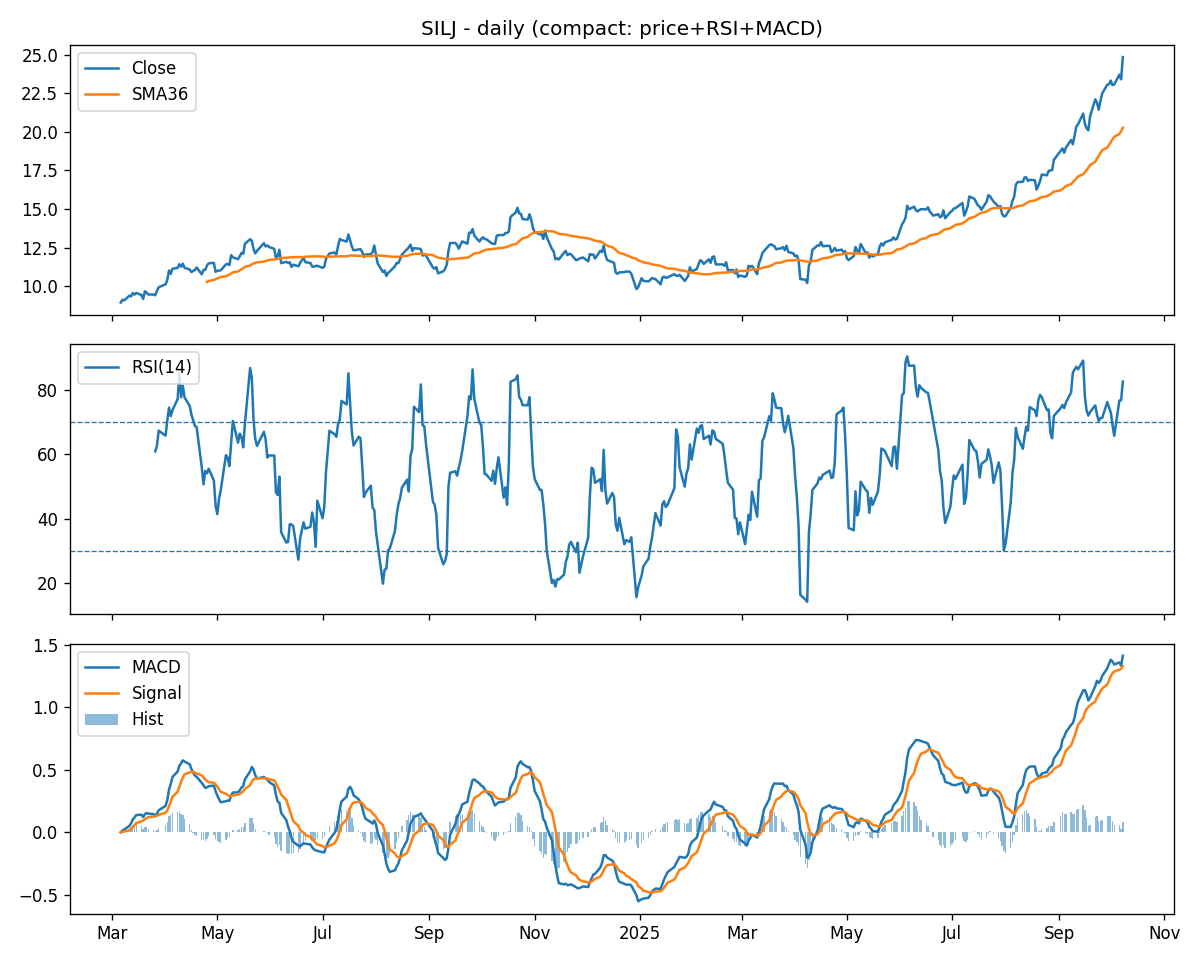 SILJ - daily (compact: price+RSI+MACD)
25.0
22.5
20.0
17.5
15.0
12.5
10.0
Close
SMA36
80
60
40
20
RSI(14)
1.5
1.0
0.5
0.0
−0.5
MACD
Signal
Hist
Mar May Jul Sep Nov 2025 Mar May Jul Sep Nov